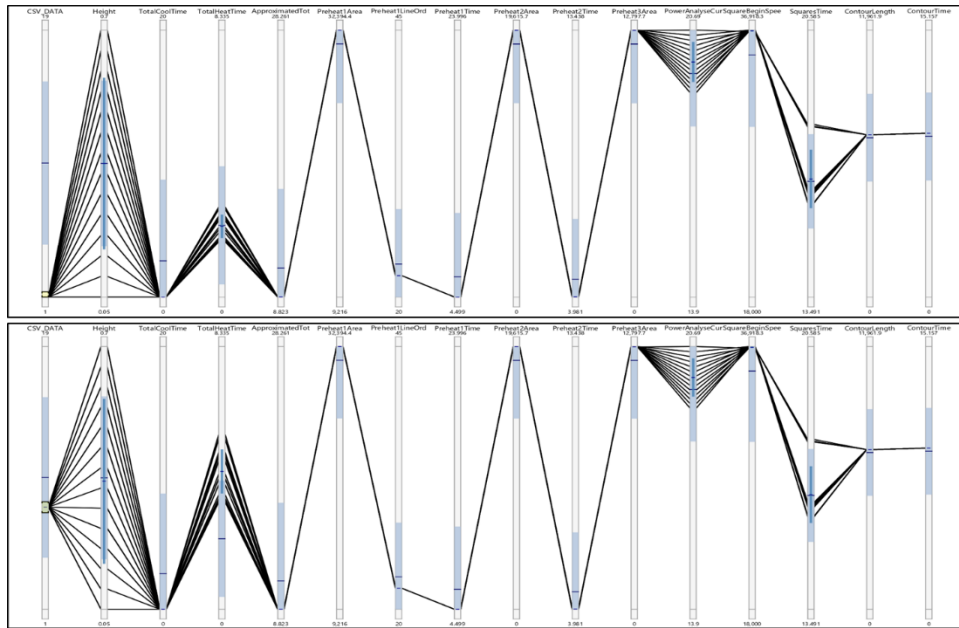 CSV_DATA Height TotalCoolTime TotalHeatTime ApproximatedTot Preheat1Area Preheat1LineOrd Preheat1Time Preheat2Area Preheat2Time Preheat3Area PowerAnalyseCur SquareBeginSpee SquaresTime ContourLength ContourTime
19 0.7 20 8.335 28.261 32,394.4 45 23.996 19,615.7 13.438 12,797.7 20.69 36,918.3 20.585 11,961.9 15.157
1 0.05 0 0 8.823 9,216 20 4.499 0 3.981 0 13.9 18,000 13.491 0 0
CSV_DATA Height TotalCoolTime TotalHeatTime ApproximatedTot Preheat1Area Preheat1LineOrd Preheat1Time Preheat2Area Preheat2Time Preheat3Area PowerAnalyseCur SquareBeginSpee SquaresTime ContourLength ContourTime
19 0.7 20 8.335 28.261 32,394.4 45 23.996 19,615.7 13.438 12,797.7 20.69 36,918.3 20.585 11,961.9 15.157
1 0.05 0 0 8.823 9,216 20 4.499 0 3.981 0 13.9 18,000 13.491 0 0